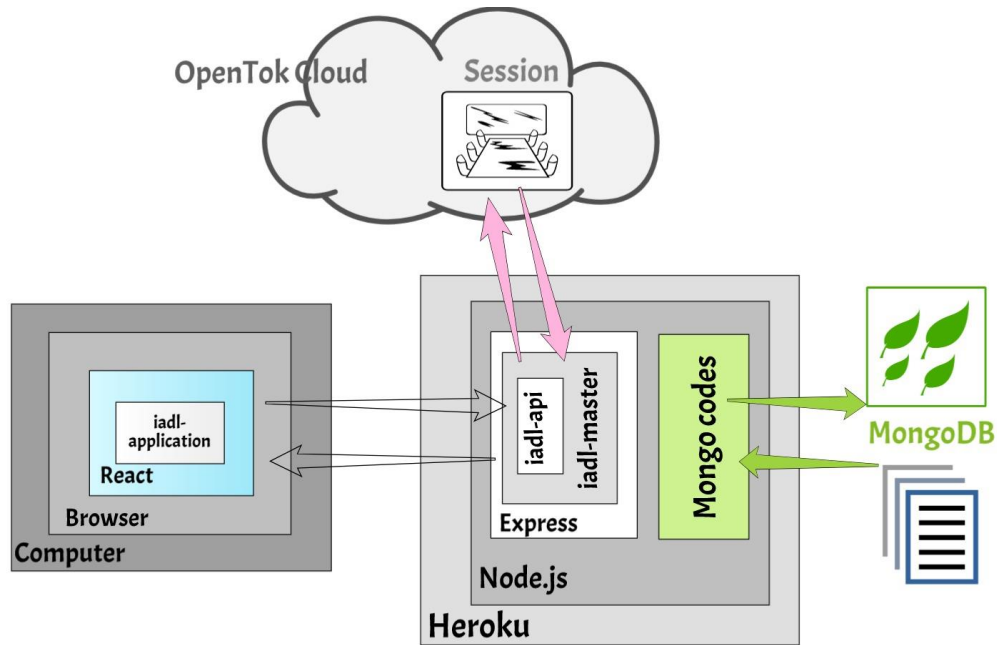 OpenTok Cloud
Session
iadl-
application
React
Browser
Computer
iadl-api
iadl-master
Express
Mongo codes
Node.js
Heroku
MongoDB